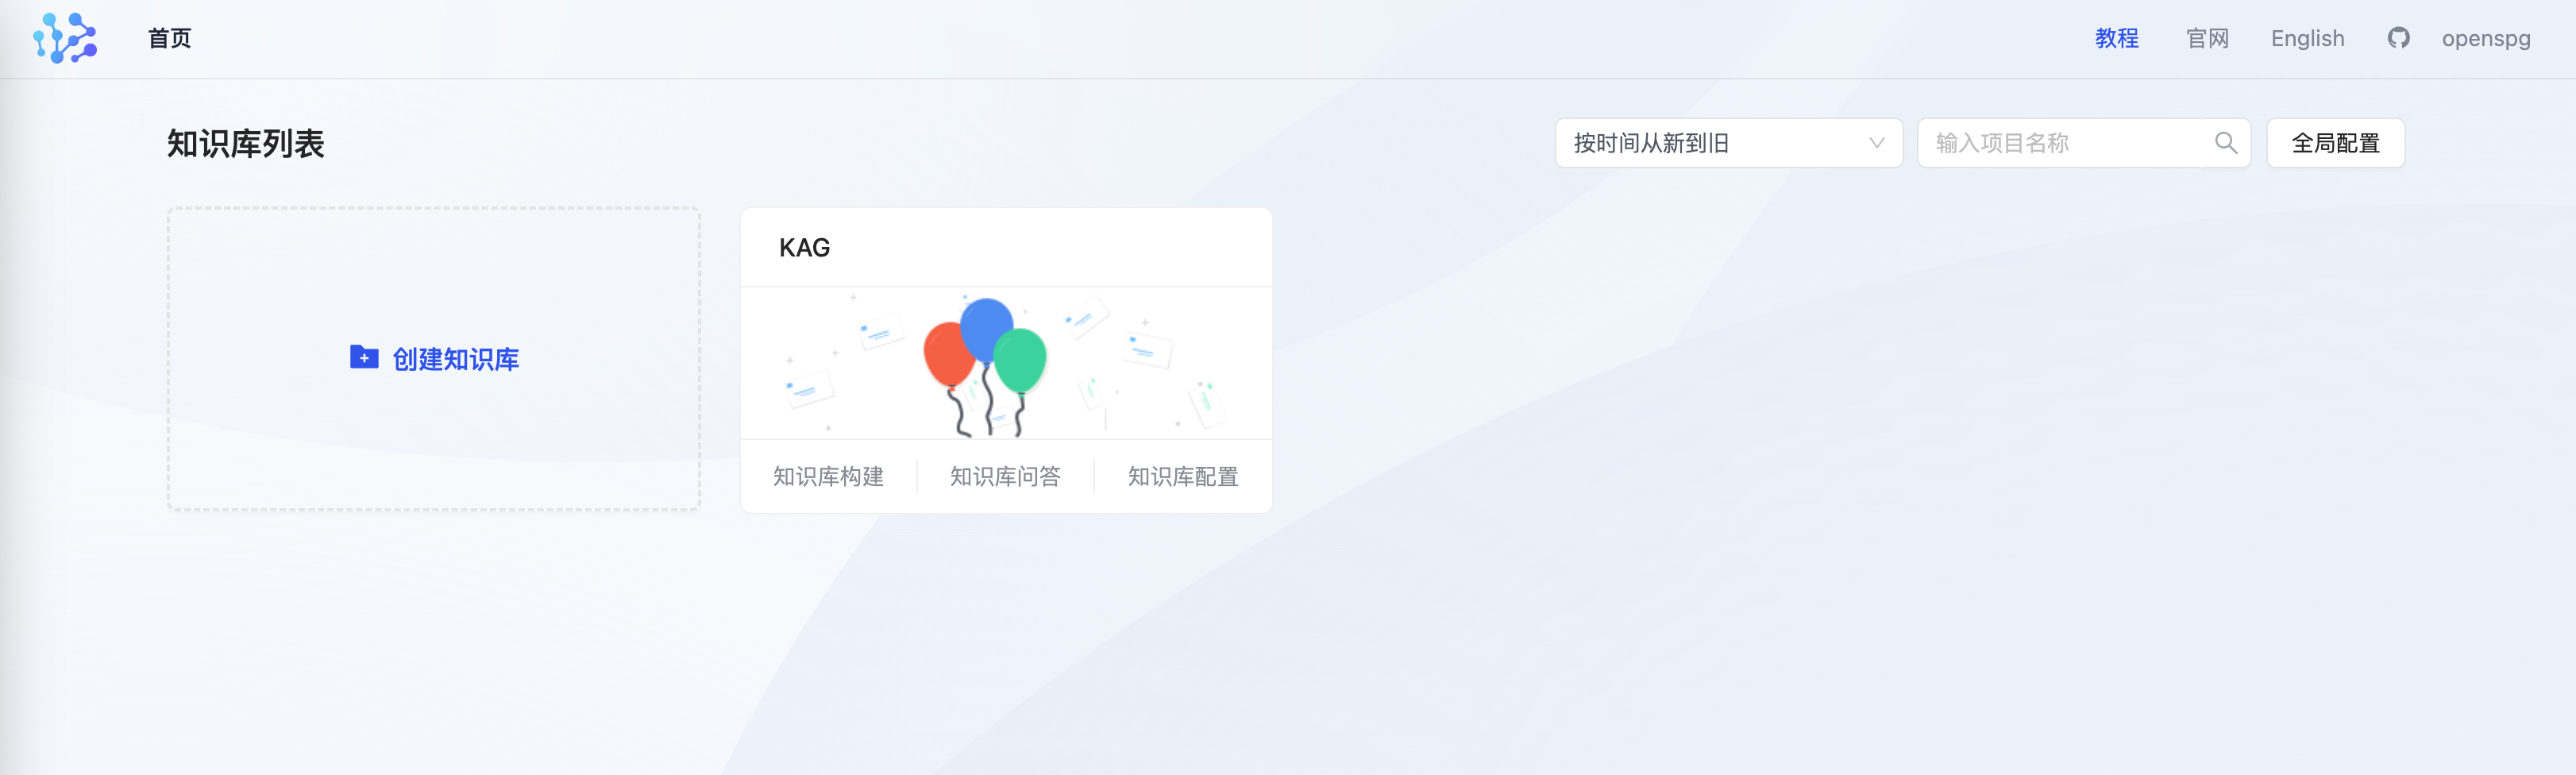 首页
教程
官网
English
openspg
知识库列表
按时间从新到旧
输入项目名称
全局配置
创建知识库
KAG
知识库构建
知识库问答
知识库配置